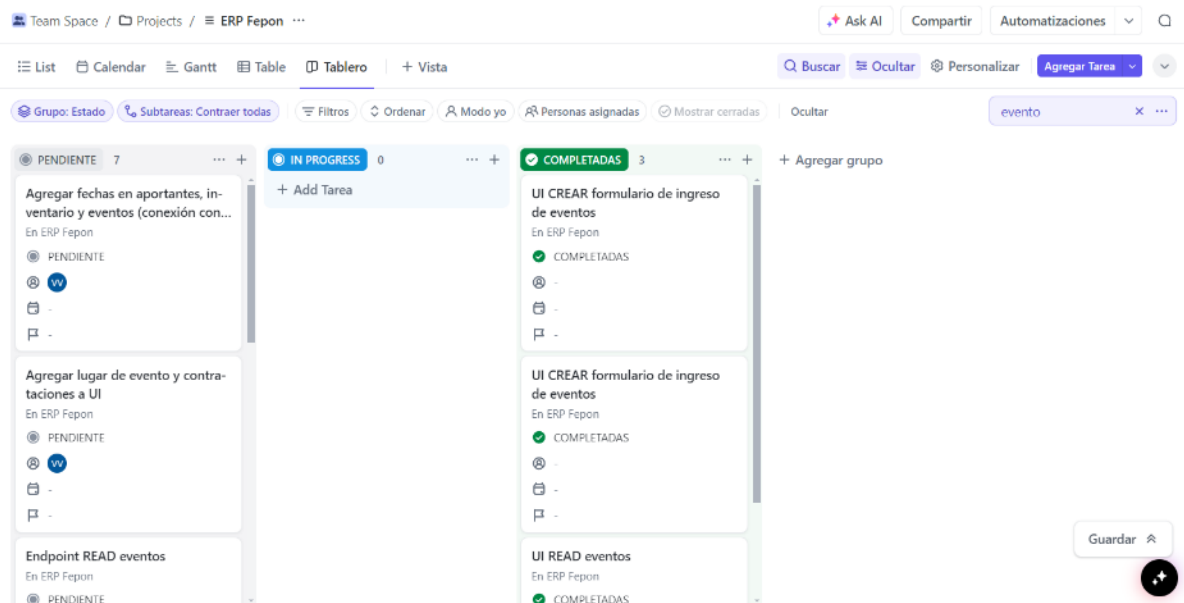 Team Space / Projects / ERP Fepon ···
Ask AI
Compartir
Automatizaciones
List
Calendar
Gantt
Table
Tablero
+ Vista
Buscar
Ocultar
Personalizar
Agregar Tarea
Grupo: Estado
Subtareas: Contraer todas
Filtros
Ordenar
Modo yo
Personas asignadas
Mostrar cerradas
Ocultar
evento
PENDIENTE 7
Agregar fechas en aportantes, in-
ventario y eventos (conexión con...
En ERP Fepon
PENDIENTE
VV
-
-
Agregar lugar de evento y contra-
taciones a UI
En ERP Fepon
PENDIENTE
VV
-
-
Endpoint READ eventos
En ERP Fepon
PENDIENTE
IN PROGRESS 0
+ Add Tarea
COMPLETADAS 3
UI CREAR formulario de ingreso
de eventos
En ERP Fepon
COMPLETADAS
-
-
-
UI CREAR formulario de ingreso
de eventos
En ERP Fepon
COMPLETADAS
-
-
-
UI READ eventos
En ERP Fepon
COMPLETADAS
+ Agregar grupo
Guardar